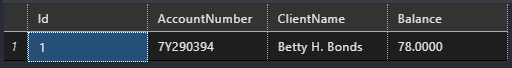 Id AccountNumber ClientName Balance
1 1 7Y290394 Betty H. Bonds 78.0000